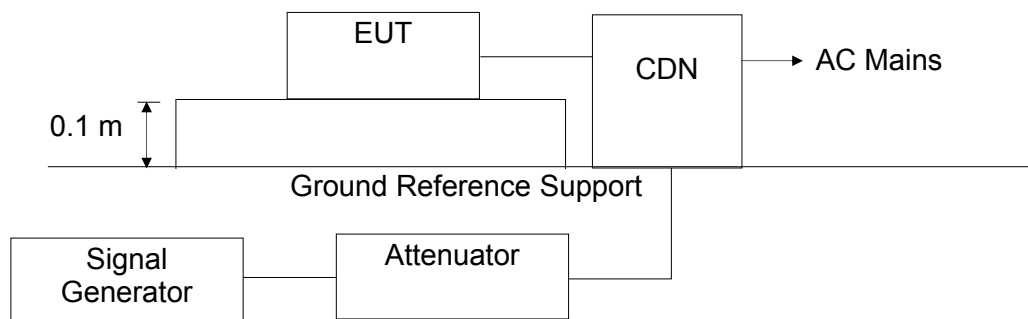 EUT
CDN
AC Mains
0.1 m
Ground Reference Support
Signal
Generator
Attenuator